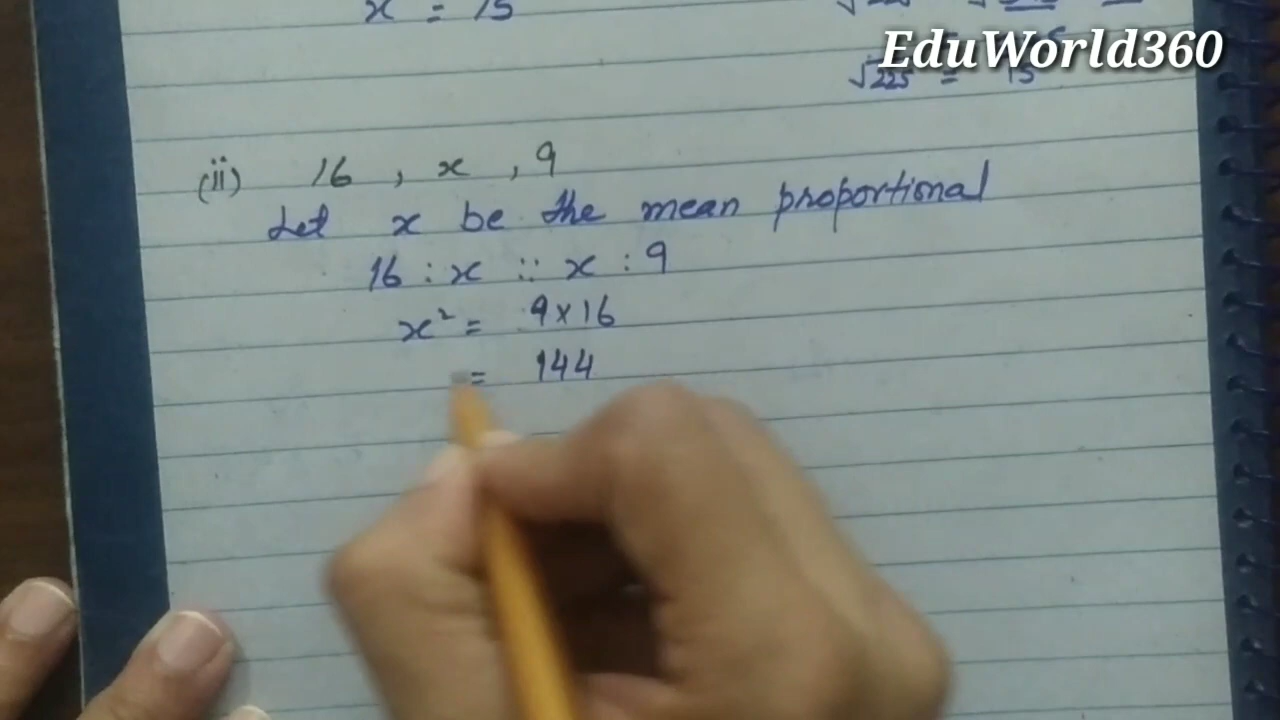 x = 15
EduWorld360
√225 = 15
(ii) 16 , x , 9
Let x be the mean proportional
16 : x :: x : 9
x² = 9 x 16
= 144